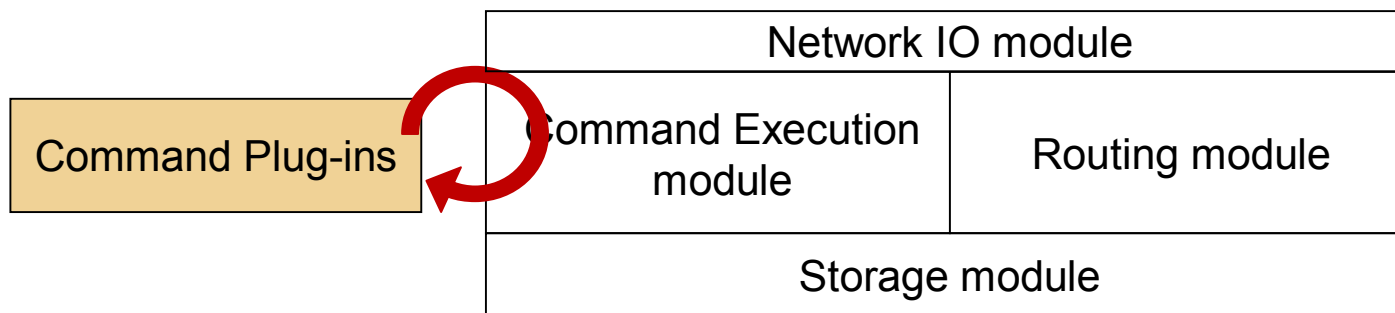 Network IO module
Command Plug-ins
Command Execution
module
Routing module
Storage module